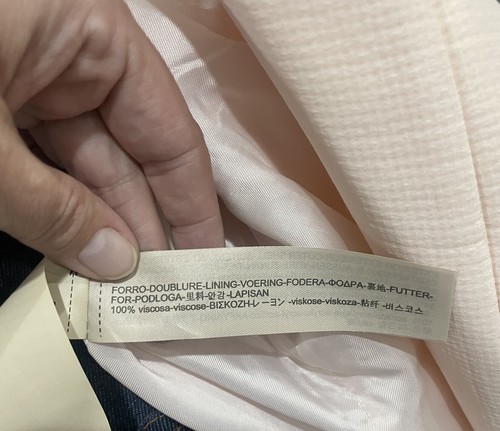 FORRO-DOUBLURE-LINING-VOERING-FODERA-ΦΟΔΡΑ-裏地-FUTTER-
FOR-PODLOGA-里料-안감-LAPISAN
100% viscosa-viscose-ΒΙΣΚΟΖΗ-レーヨン -viskose-viskoza-粘纤 -비스코스